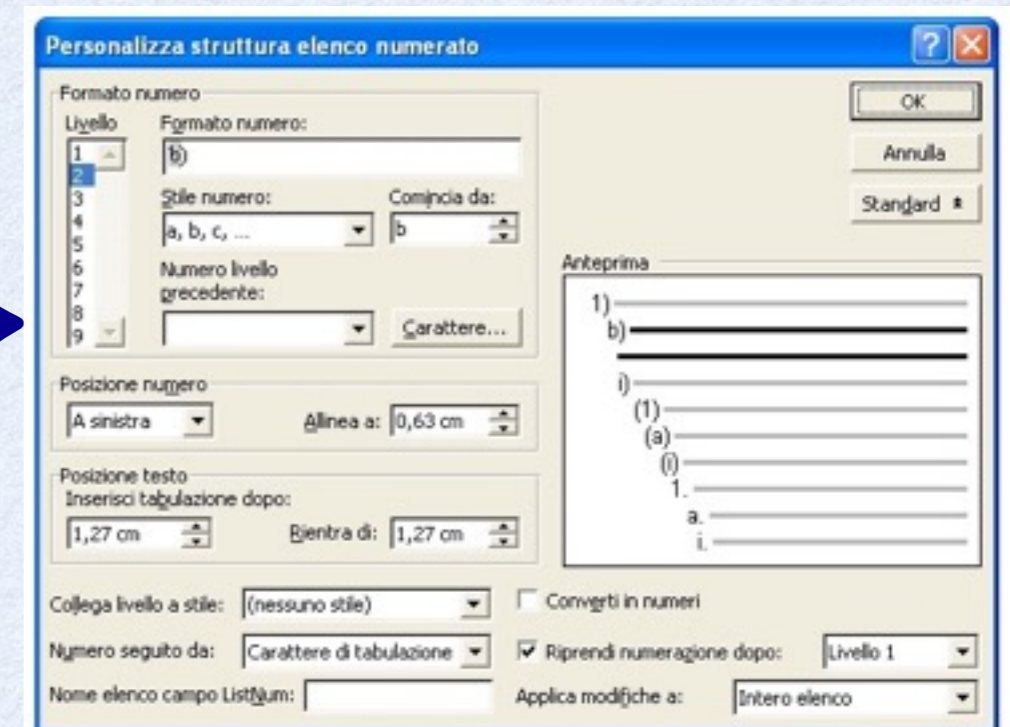 Personalizza struttura elenco numerato
Formato numero
Livello
1
2
3
4
5
6
7
8
9
Formato numero:
b)
Stile numero:
a, b, c, ...
Comincia da:
b
Numero livello
precedente:
Carattere...
OK
Annulla
Standard
Anteprima
1)
b)
i)
(1)
(a)
(i)
1.
a.
i.
Posizione numero
A sinistra
Allinea a: 0,63 cm
Posizione testo
Inserisci tabulazione dopo:
1,27 cm
Rientra di: 1,27 cm
Collega livello a stile: (nessuno stile)
Converti in numeri
Numero seguito da: Carattere di tabulazione
Riprendi numerazione dopo: Livello 1
Nome elenco campo ListNum:
Applica modifiche a: Intero elenco